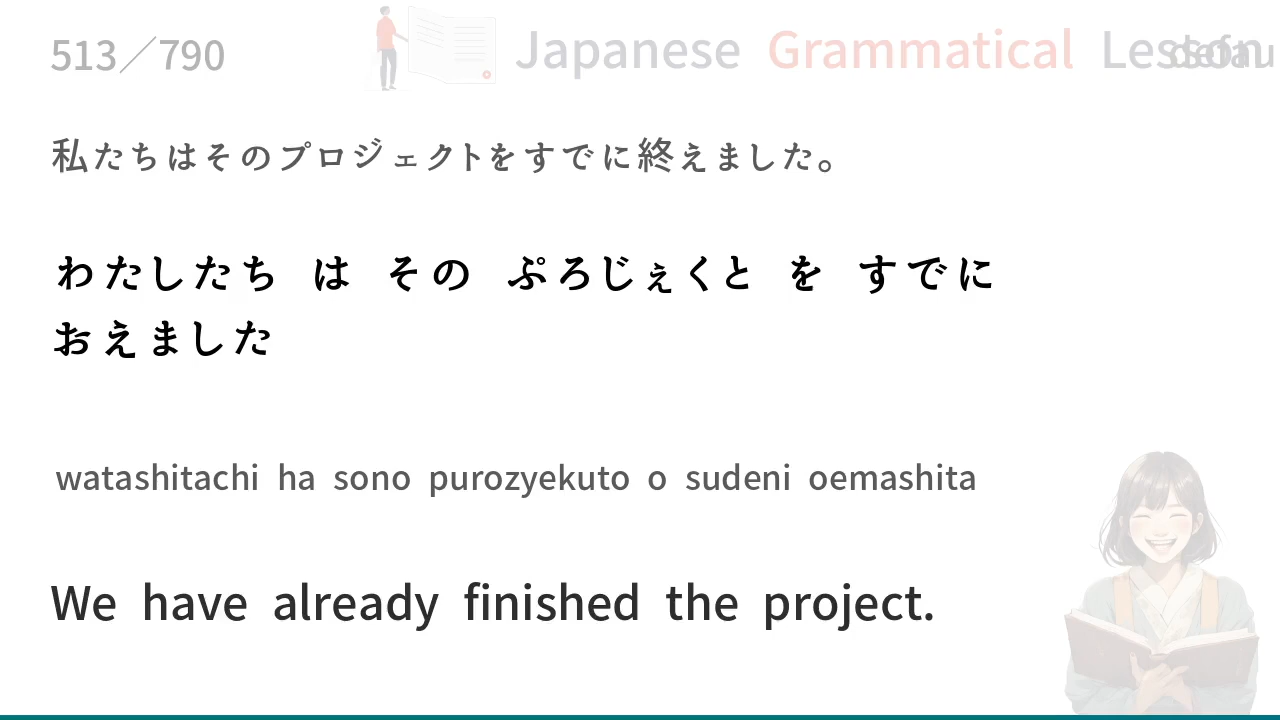 513／790
Japanese Grammatical Lesson
私たちはそのプロジェクトをすでに終えました。
わたしたち は その ぷろじぇくと を すでに
おえました
watashitachi ha sono purozyekuto o sudeni oemashita
We have already finished the project.